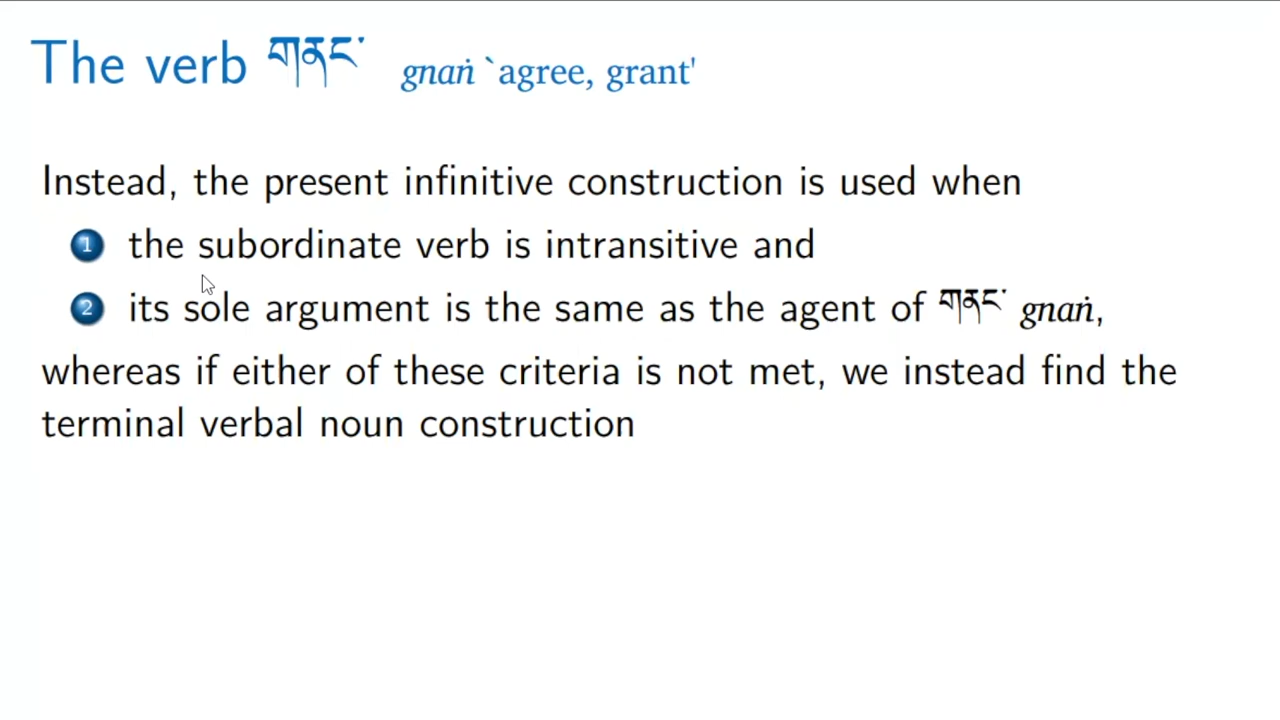 The verb གནང་ gnaṅ `agree, grant'
Instead, the present infinitive construction is used when
1 the subordinate verb is intransitive and
2 its sole argument is the same as the agent of གནང་ gnaṅ,
whereas if either of these criteria is not met, we instead find the
terminal verbal noun construction